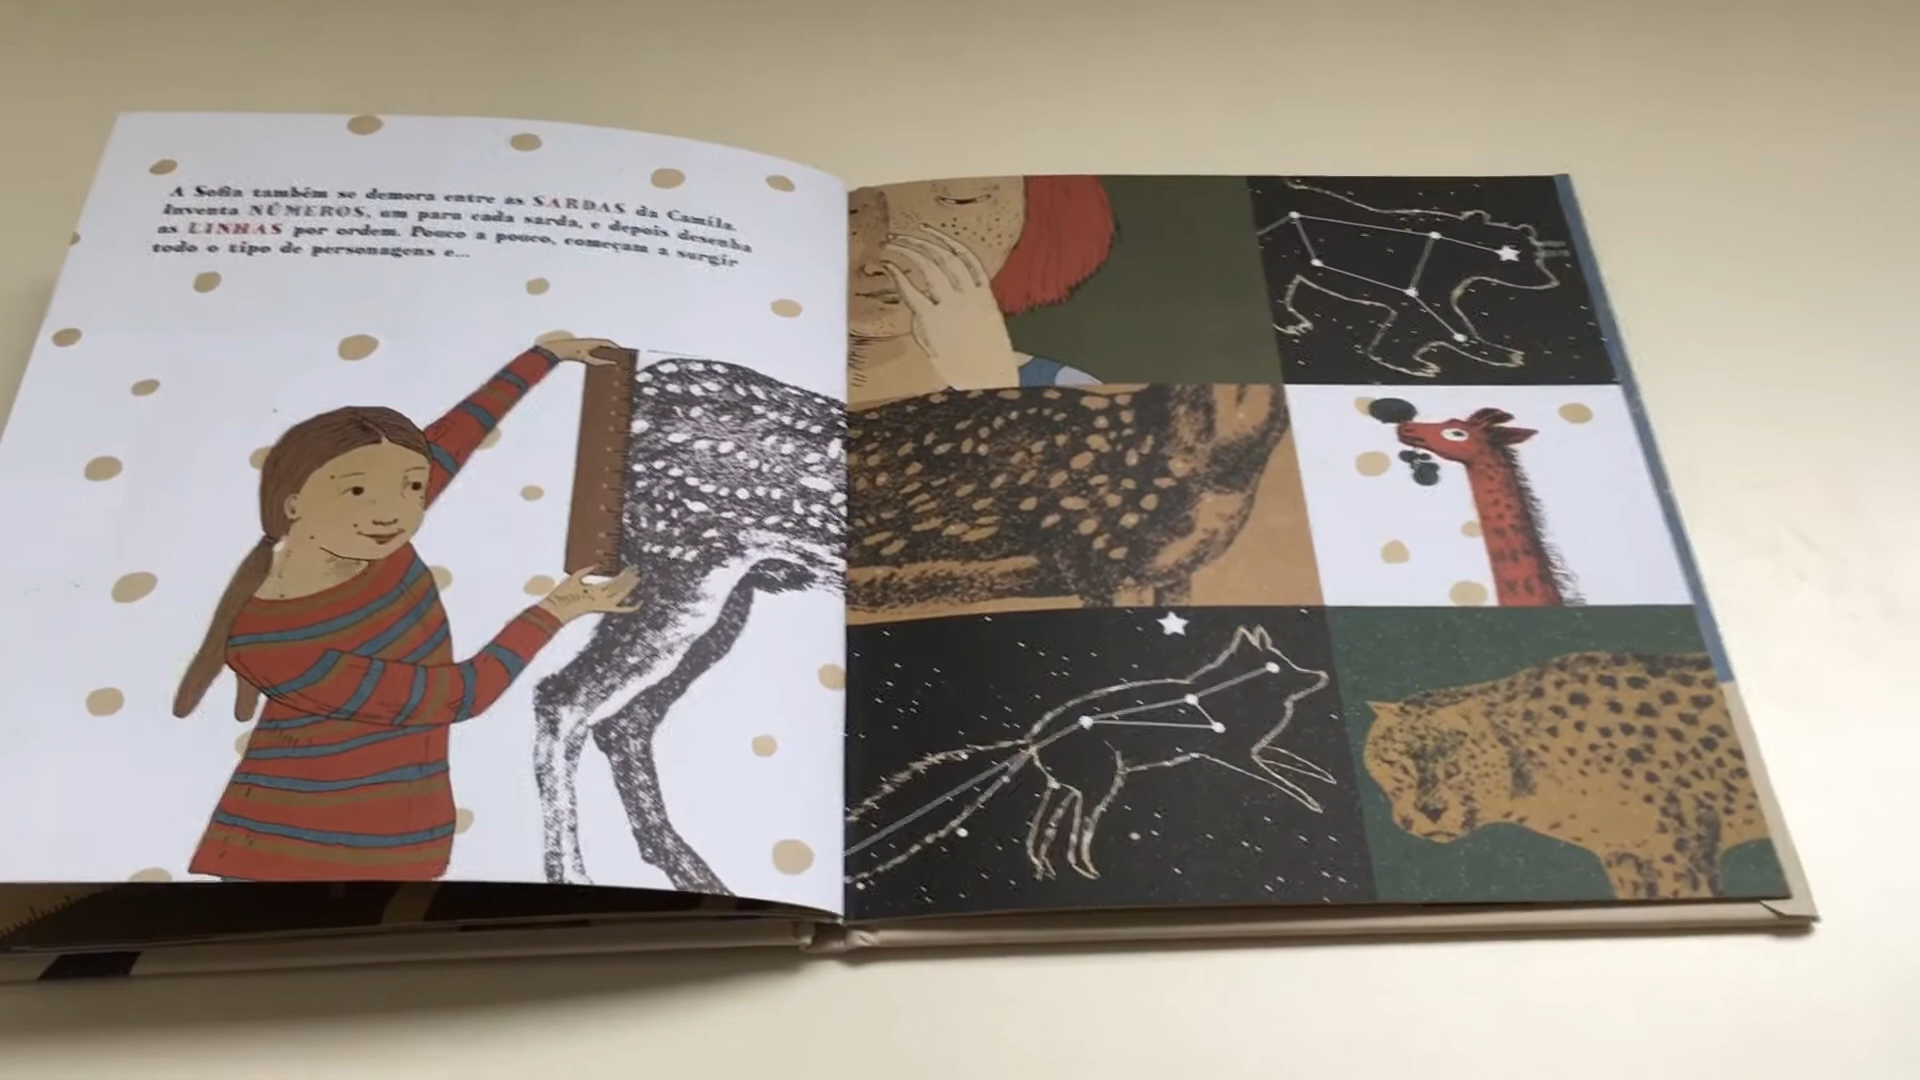 A Sofia também se demora entre as SARDAS da Camila.
Inventa NÚMEROS, um para cada sarda, e depois desenha
as LINHAS por ordem. Pouco a pouco, começam a surgir
todo o tipo de personagens e...